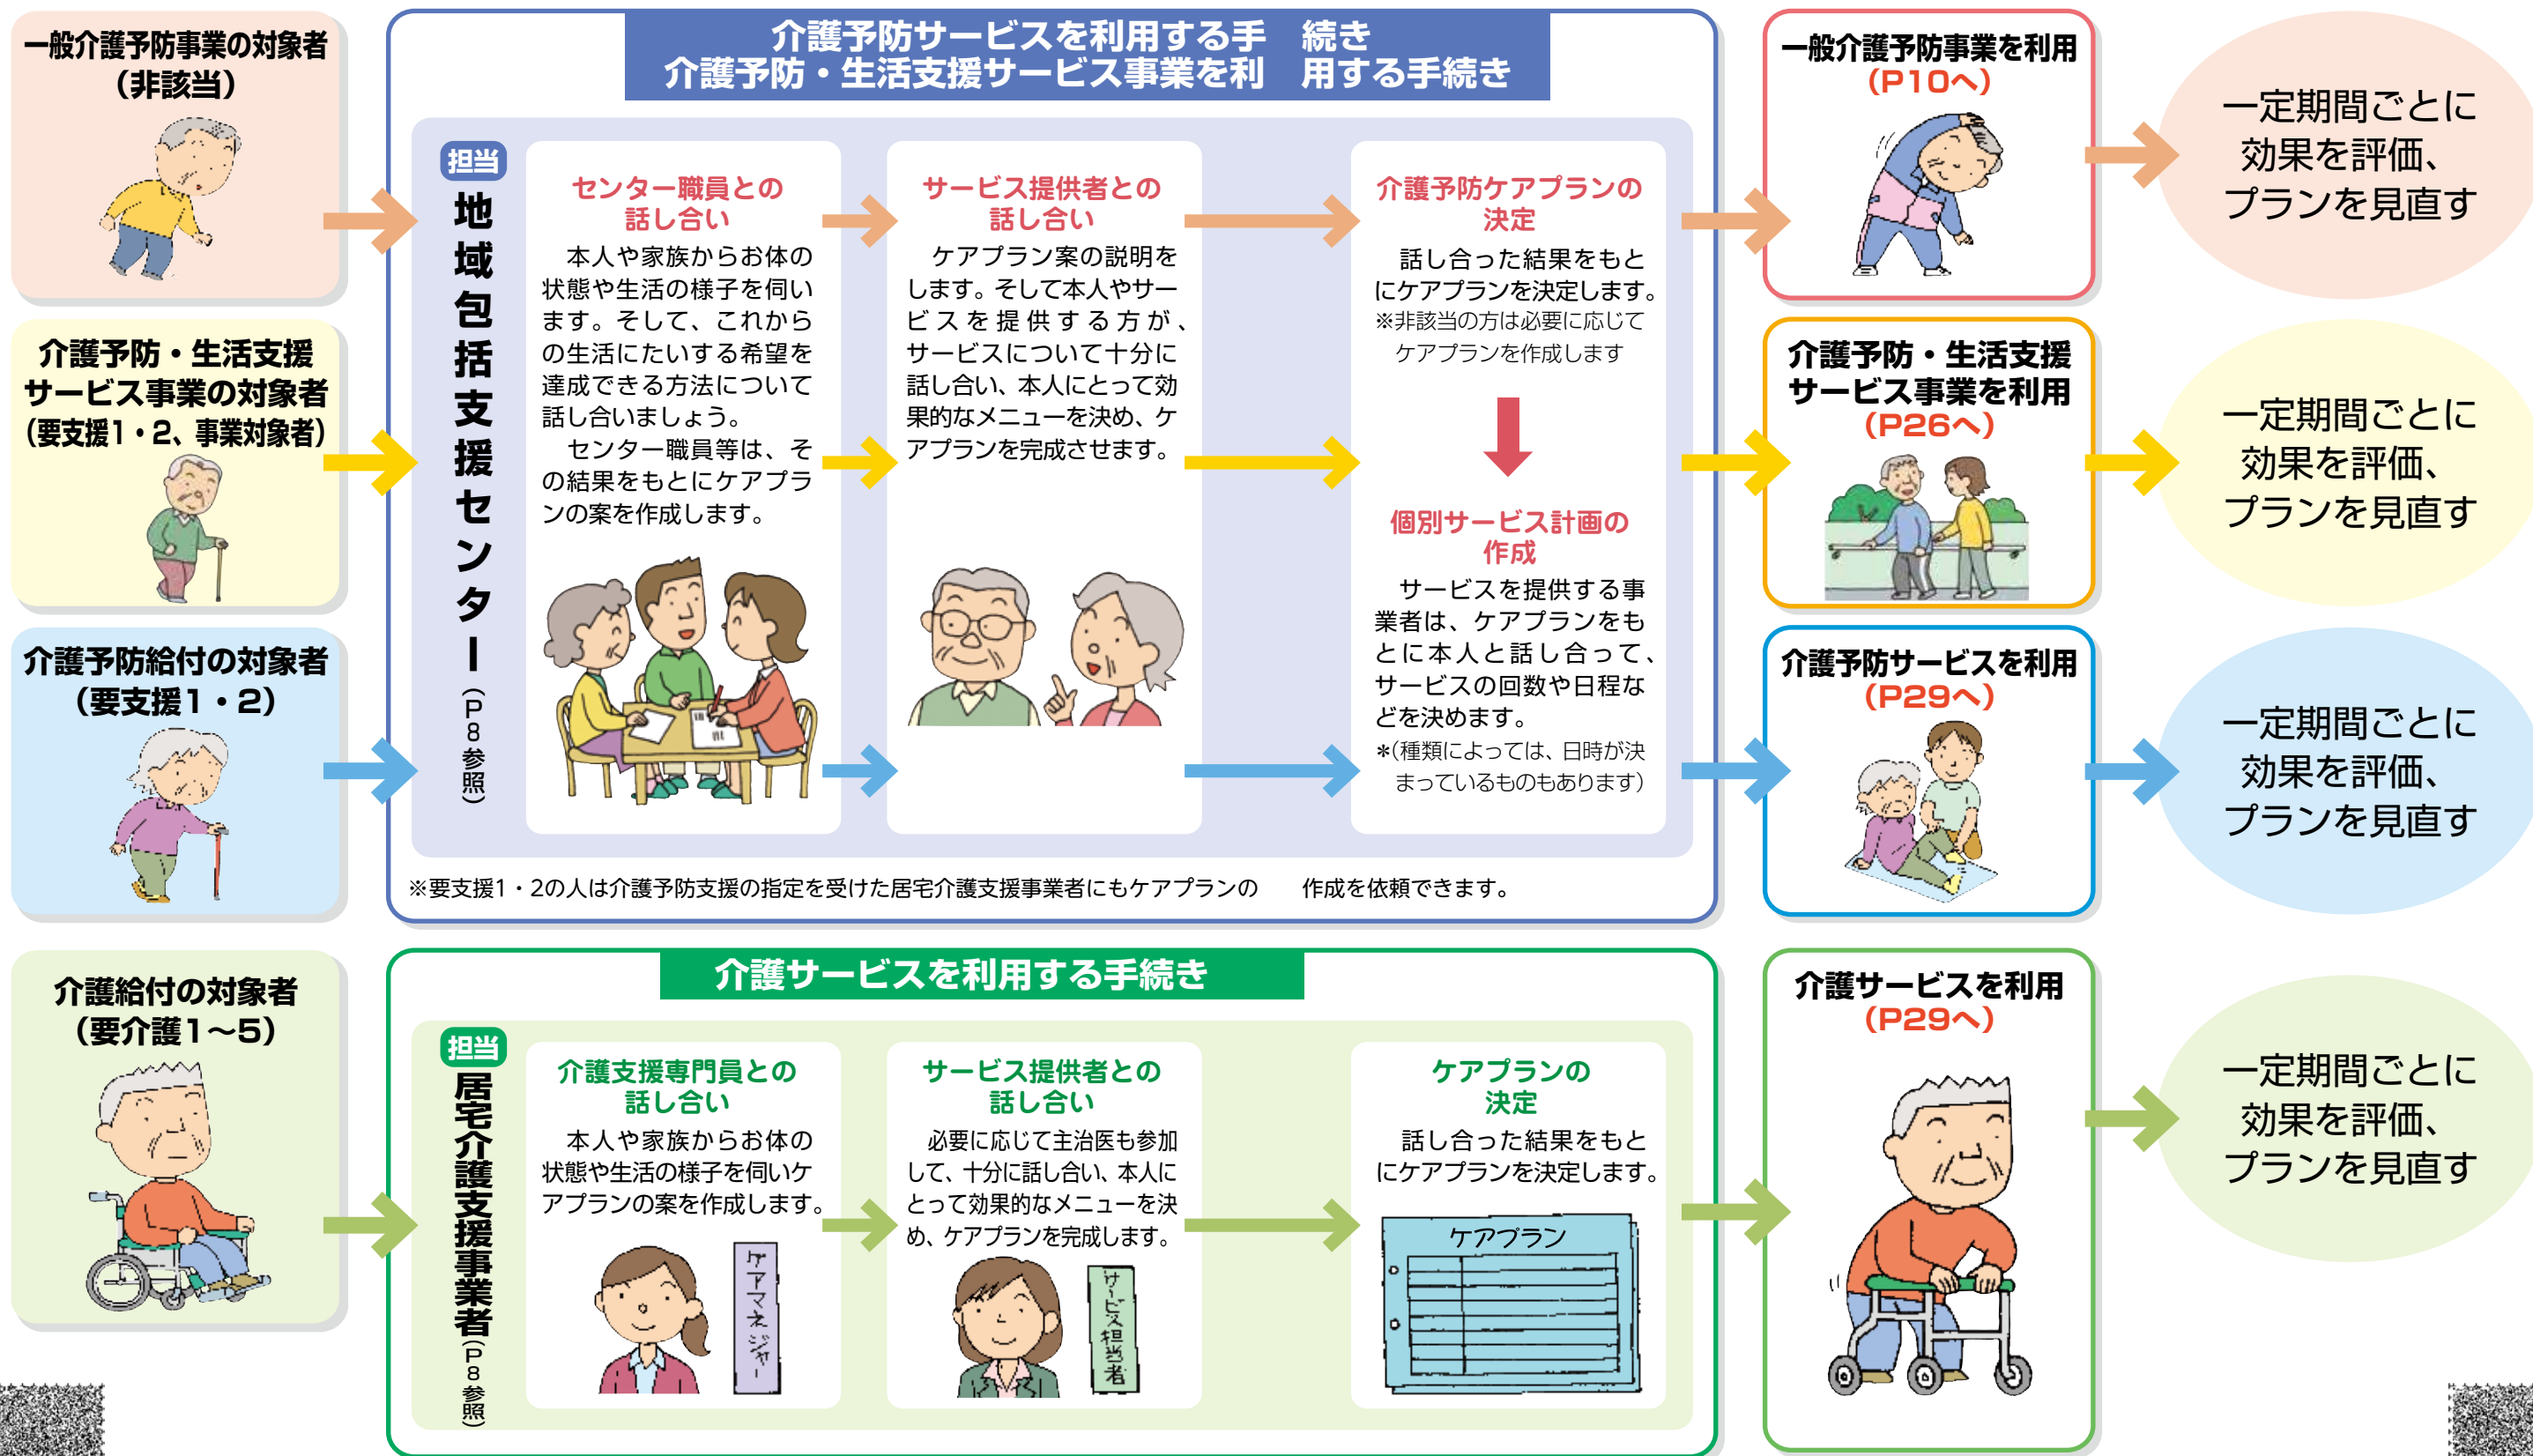 一般介護予防事業の対象者
（非該当）
介護予防・生活支援
サービス事業の対象者
（要支援1・2、事業対象者）
介護予防給付の対象者
（要支援1・2）
介護予防サービスを利用する手　続き
介護予防・生活支援サービス事業を利　用する手続き
担当
地域包括支援センター（P8参照）
センター職員との
話し合い
本人や家族からお体の
状態や生活の様子を伺い
ます。そして、これから
の生活にたいする希望を
達成できる方法について
話し合いましょう。
センター職員等は、そ
の結果をもとにケアプラ
ンの案を作成します。
サービス提供者との
話し合い
ケアプラン案の説明を
します。そして本人やサー
ビスを提供する方が、
サービスについて十分に
話し合い、本人にとって効
果的なメニューを決め、ケ
アプランを完成させます。
介護予防ケアプランの
決定
話し合った結果をもと
にケアプランを決定します。
※非該当の方は必要に応じて
ケアプランを作成します
個別サービス計画の
作成
サービスを提供する事
業者は、ケアプランをも
とに本人と話し合って、
サービスの回数や日程な
どを決めます。
*（種類によっては、日時が決
まっているものもあります）
※要支援1・2の人は介護予防支援の指定を受けた居宅介護支援事業者にもケアプランの　作成を依頼できます。
一般介護予防事業を利用
（P10へ）
一定期間ごとに
効果を評価、
プランを見直す
介護予防・生活支援
サービス事業を利用
（P26へ）
一定期間ごとに
効果を評価、
プランを見直す
介護予防サービスを利用
（P29へ）
一定期間ごとに
効果を評価、
プランを見直す
介護給付の対象者
（要介護1～5）
介護サービスを利用する手続き
担当
居宅介護支援事業者（P8参照）
介護支援専門員との
話し合い
本人や家族からお体の
状態や生活の様子を伺いケ
アプランの案を作成します。
ケアマネジャー
サービス提供者との
話し合い
必要に応じて主治医も参加
して、十分に話し合い、本人に
とって効果的なメニューを決
め、ケアプランを完成します。
サービス担当者
ケアプランの
決定
話し合った結果をもと
にケアプランを決定します。
ケアプラン
介護サービスを利用
（P29へ）
一定期間ごとに
効果を評価、
プランを見直す